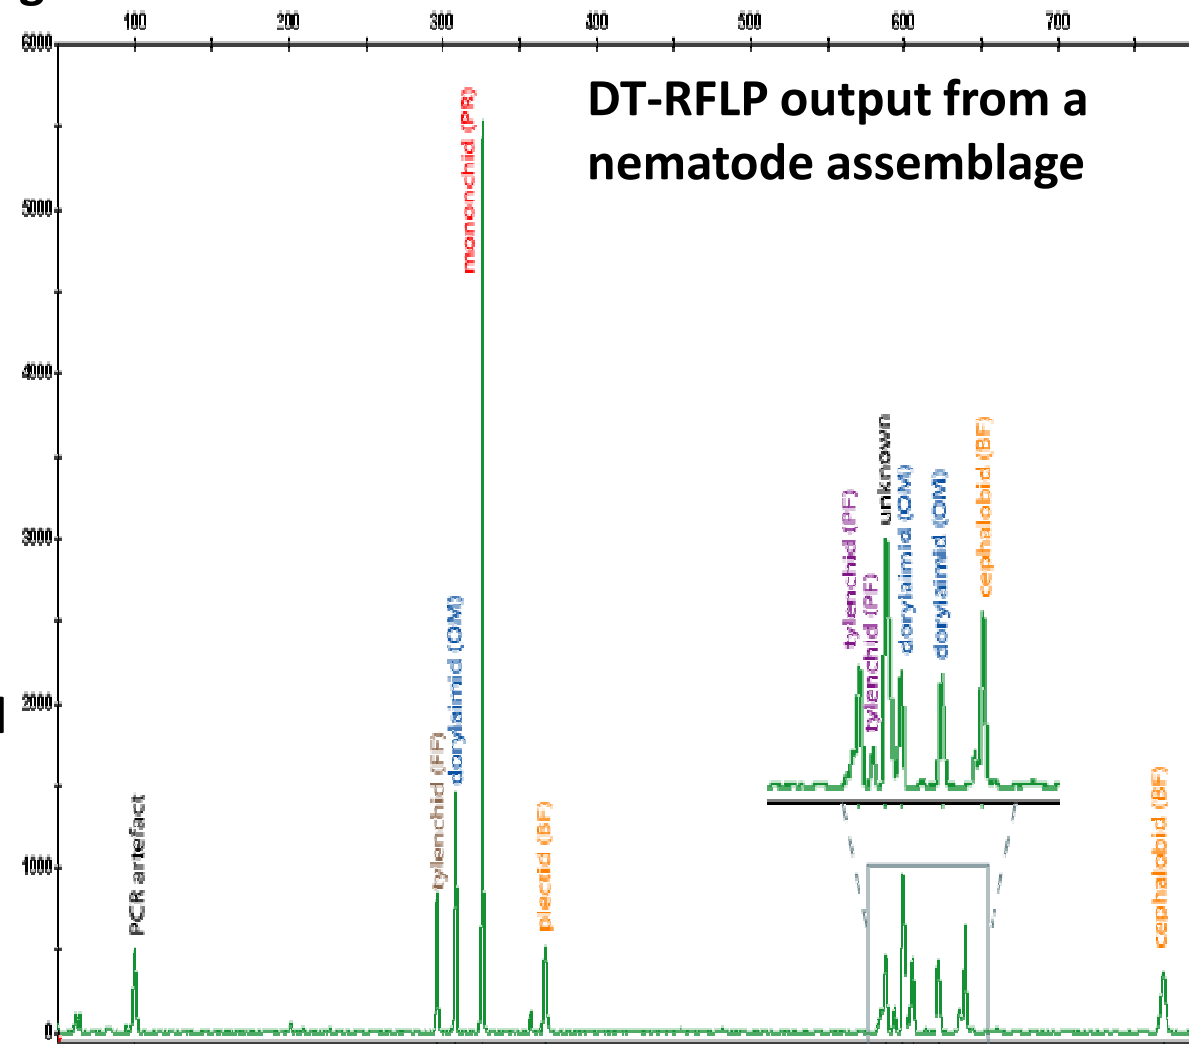 g
100 200 300 400 500 600 700
6000
DT-RFLP output from a
nematode assemblage
mononchid (PR)
5000
4000
unknown
cephalobid (BF)
dorylaimid (OM)
dorylaimid (OM)
tylenchid (PF)
3000
tylenchid (PF)
dorylaimid (OM)
2000
tylenchid (FF)
cephalobid (BF)
PCR artefact
plectid (BF)
1000
0